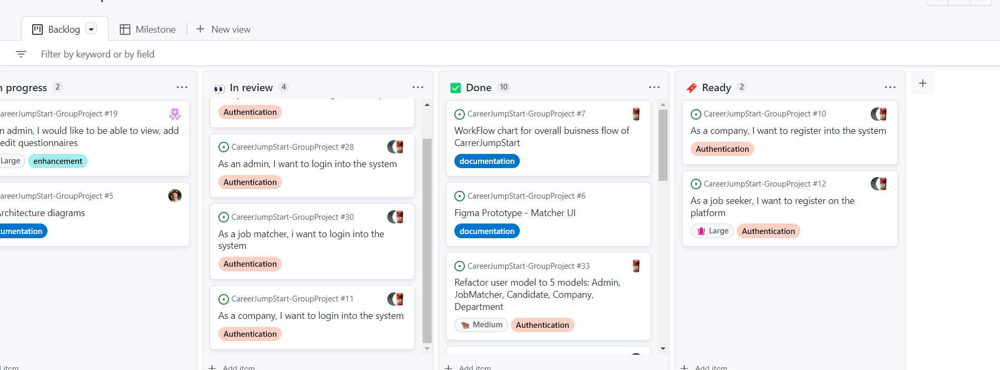 Backlog
Milestone
New view
Filter by keyword or by field
n progress 2
areerJumpStart-GroupProject #19
n admin, I would like to be able to view, add
edit questionnaires
Large
enhancement
areerJumpStart-GroupProject #5
rchitecture diagrams
umentation
item
In review 4
Authentication
CareerJumpStart-GroupProject #28
As an admin, I want to login into the system
Authentication
CareerJumpStart-GroupProject #30
As a job matcher, i want to login into the
system
Authentication
CareerJumpStart-GroupProject #11
As a company, I want to login into the system
Authentication
Add item
Done 10
CareerJumpStart-GroupProject #7
WorkFlow chart for overall buisness flow of
CarrerJumpStart
documentation
CareerJumpStart-GroupProject #6
Figma Prototype - Matcher UI
documentation
CareerJumpStart-GroupProject #33
Refactor user model to 5 models: Admin,
JobMatcher, Candidate, Company,
Department
Medium
Authentication
Add item
Ready 2
CareerJumpStart-GroupProject #10
As a company, I want to register into the system
Authentication
CareerJumpStart-GroupProject #12
As a job seeker, I want to register on the
platform
Large
Authentication
Add item